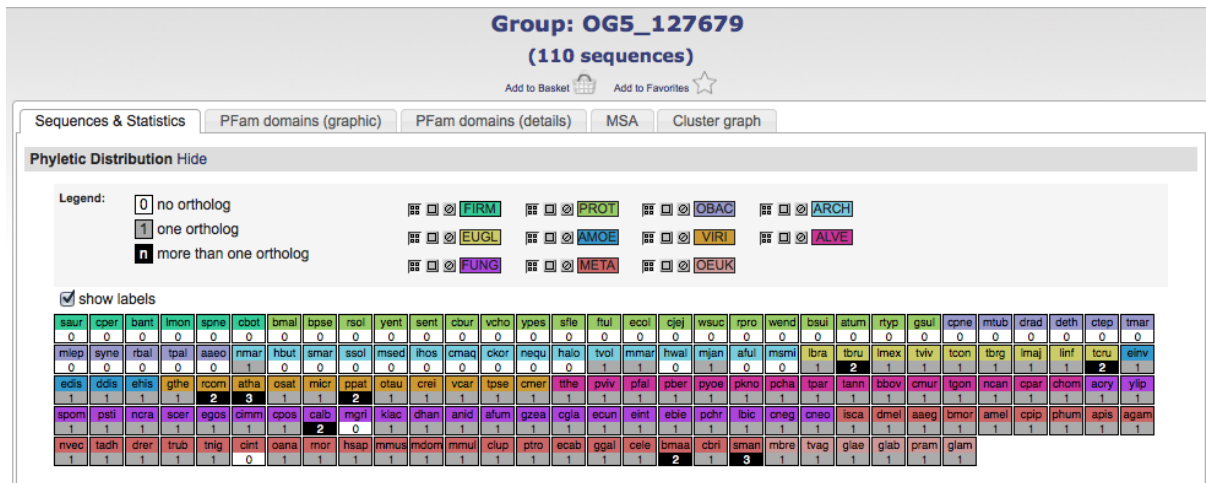 Group: OG5_127679
(110 sequences)
Add to Basket Add to Favorites
Sequences & Statistics PFam domains (graphic) PFam domains (details) MSA Cluster graph
Phyletic Distribution Hide
Legend:
0 no ortholog
1 one ortholog
n more than one ortholog
FIRM PROT OBAC ARCH
EUGL AMOE VIRI ALVE
FUNG META OEUK
show labels
saur cper bant lmon spne cbot bmal bpse rsol yent sent cbur vcho ypes sfle ftul ecol cjej wsuc rpro wend bsui atum rtyp gsul cpne mtub drad deth ctep tmar
0 0 0 0 0 0 0 0 0 0 0 0 0 0 0 0 0 0 0 0 0 0 0 0 0 0 0 0 0 0 0
mlep syne rbal tpal aaeo nmar hbut smar ssol msed ihos cmaq ckor nequ halo tvol mmar hwal mjan aful msmi lbra tbru lmex tviv tcon tbrg lmaj linf tcru einv
0 0 0 0 0 1 0 0 0 0 0 0 0 0 0 1 1 0 1 0 0 1 2 1 1 1 1 1 1 2 1
edis ddis ehis gthe rcom atha osat micr ppat otau crei vcar tpse cmer tthe pviv pfal pber pyoe pkno pcha tpar tann bbov cmur tgon ncan cpar chom aory ylip
1 1 1 1 2 3 1 1 2 1 1 1 1 1 1 1 1 1 1 1 1 1 1 1 1 1 1 1 1 1 1
spom psti ncra scer egos cimm cpos calb mgri klac dhan anid afum gzea cgla ecun eint ebie pchr lbic cneg cneo isca dmel aaeg bmor amel cpip phum apis agam
1 1 1 1 1 1 1 2 0 1 1 1 1 1 1 1 1 1 1 1 1 1 1 1 1 1 1 1 1 1 1
nvec tadh drer trub tnig cint oana rnor hsap mmus mdom mmul clup ptro ecab ggal cele bmaa cbri sman mbre tvag glae glab pram glam
1 1 1 1 1 0 1 1 1 1 1 1 1 1 1 1 1 2 1 3 1 1 1 1 1 1